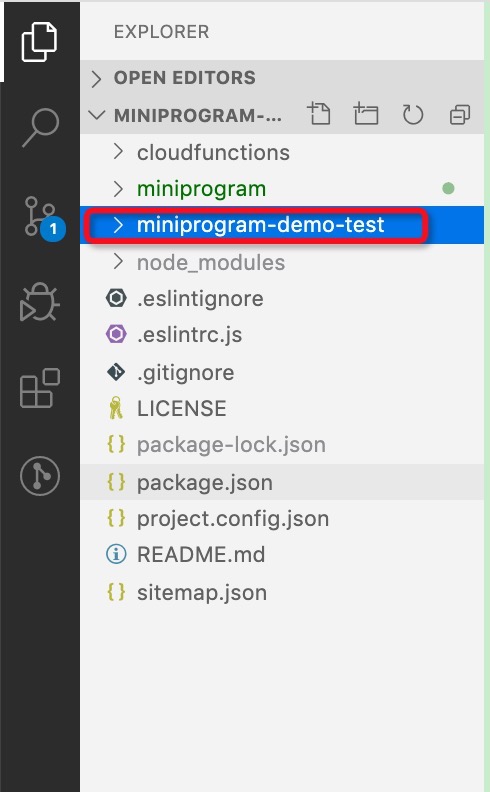 EXPLORER
OPEN EDITORS
MINIPROGRAM-...
cloudfunctions
miniprogram
1
miniprogram-demo-test
node_modules
.eslintignore
.eslintrc.js
.gitignore
LICENSE
{} package-lock.json
{} package.json
{} project.config.json
README.md
{} sitemap.json